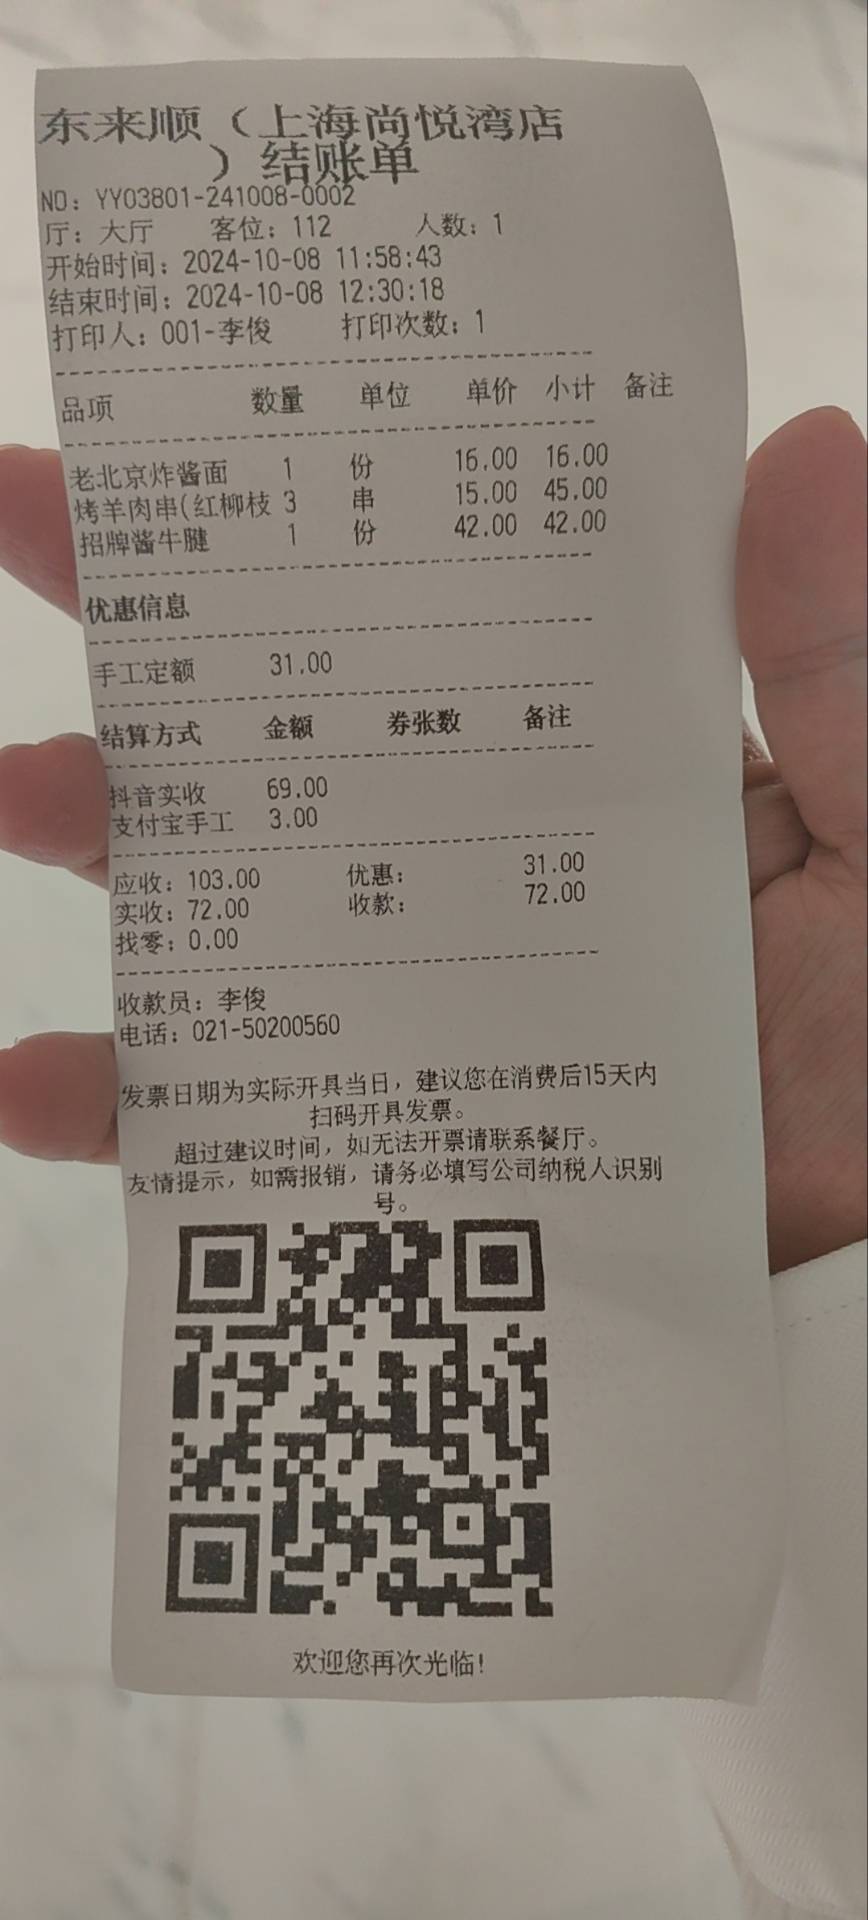 东来顺（上海尚悦湾店
）结账单
NO：YY03801-241008-0002
厅：大厅 客位：112 人数：1
开始时间：2024-10-08 11:58:43
结束时间：2024-10-08 12:30:18
打印人：001-李俊 打印次数：1
品项 数量 单位 单价 小计 备注
老北京炸酱面 1 份 16.00 16.00
烤羊肉串(红柳枝 3 串 15.00 45.00
招牌酱牛腱 1 份 42.00 42.00
优惠信息
手工定额 31.00
结算方式 金额 券张数 备注
抖音实收 69.00
支付宝手工 3.00
应收：103.00 优惠： 31.00
实收：72.00 收款： 72.00
找零：0.00
收款员：李俊
电话：021-50200560
发票日期为实际开具当日，建议您在消费后15天内
扫码开具发票。
超过建议时间，如无法开票请联系餐厅。
友情提示，如需报销，请务必填写公司纳税人识别
号。
欢迎您再次光临!